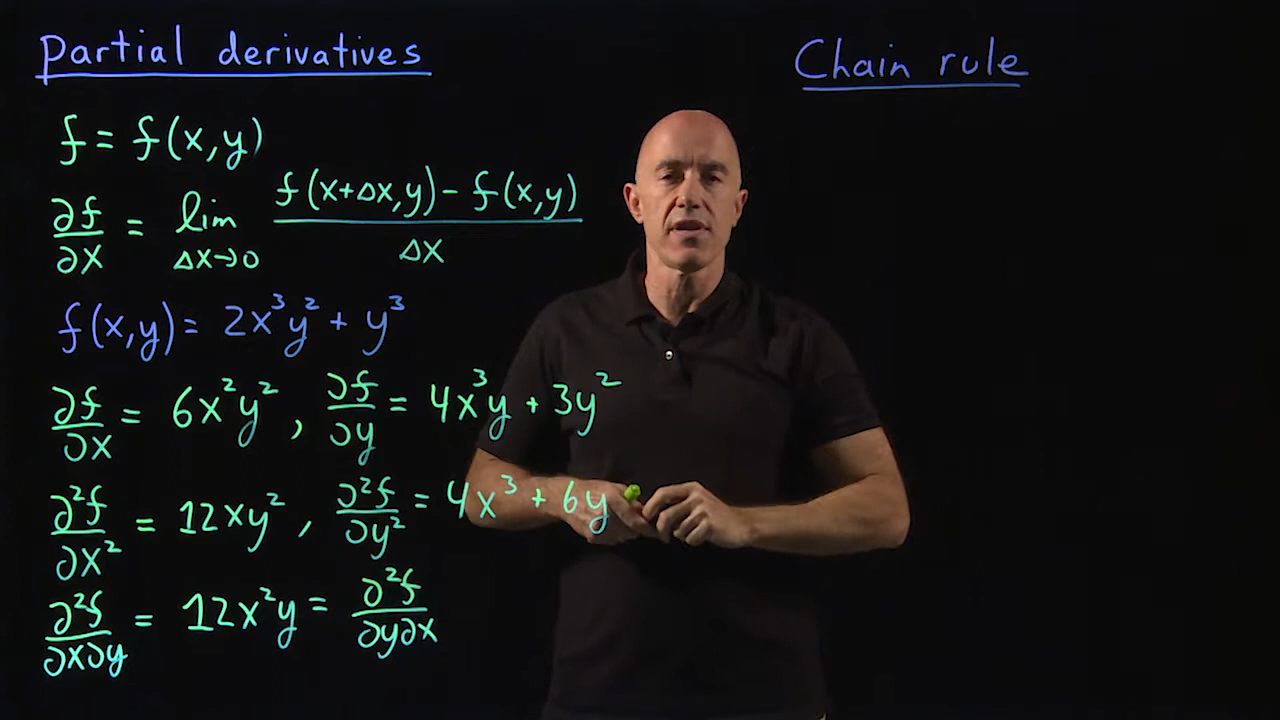 Partial derivatives
Chain rule
f = f(x,y)
∂f/∂x = lim Δx→0 (f(x+Δx,y) - f(x,y))/Δx
f(x,y) = 2x³y² + y³
∂f/∂x = 6x²y², ∂f/∂y = 4x³y + 3y²
∂²f/∂x² = 12xy², ∂²f/∂y² = 4x³ + 6y
∂²f/∂x∂y = 12x²y = ∂²f/∂y∂x